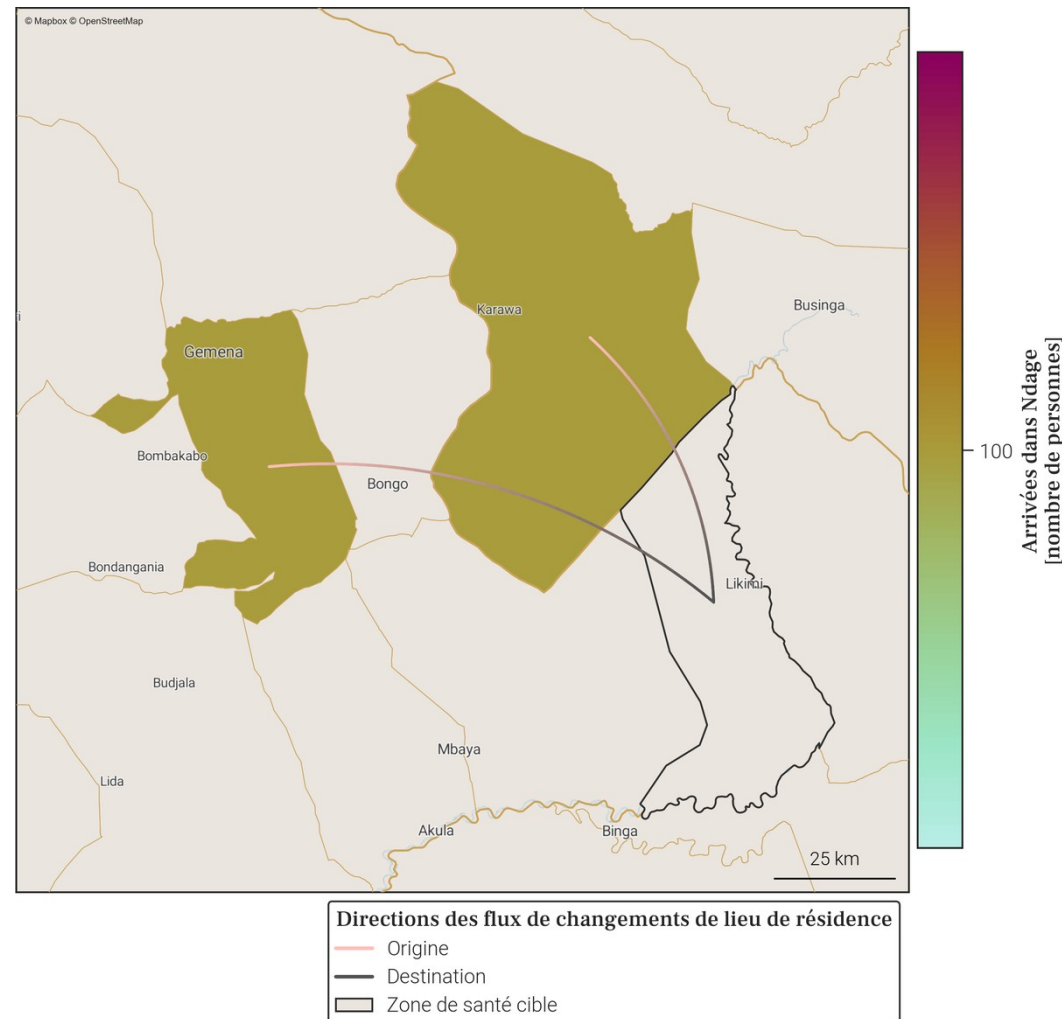 © Mapbox © OpenStreetMap
Karawa
Businga
i
Gemena
Bombakabo
Bongo
Bondangania
Likimi
Budjala
Mbaya
Lida
Akula
Binga
25 km
100
Arrivées dans Ndage
[nombre de personnes]
Directions des flux de changements de lieu de résidence
Origine
Destination
Zone de santé cible